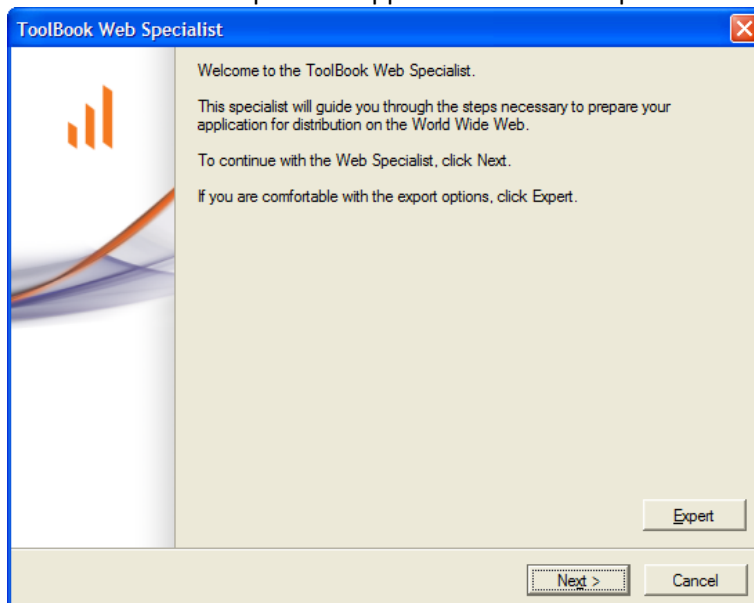 ToolBook Web Specialist
Welcome to the ToolBook Web Specialist.
This specialist will guide you through the steps necessary to prepare your
application for distribution on the World Wide Web.
To continue with the Web Specialist, click Next.
If you are comfortable with the export options, click Expert.
Expert
Next >
Cancel